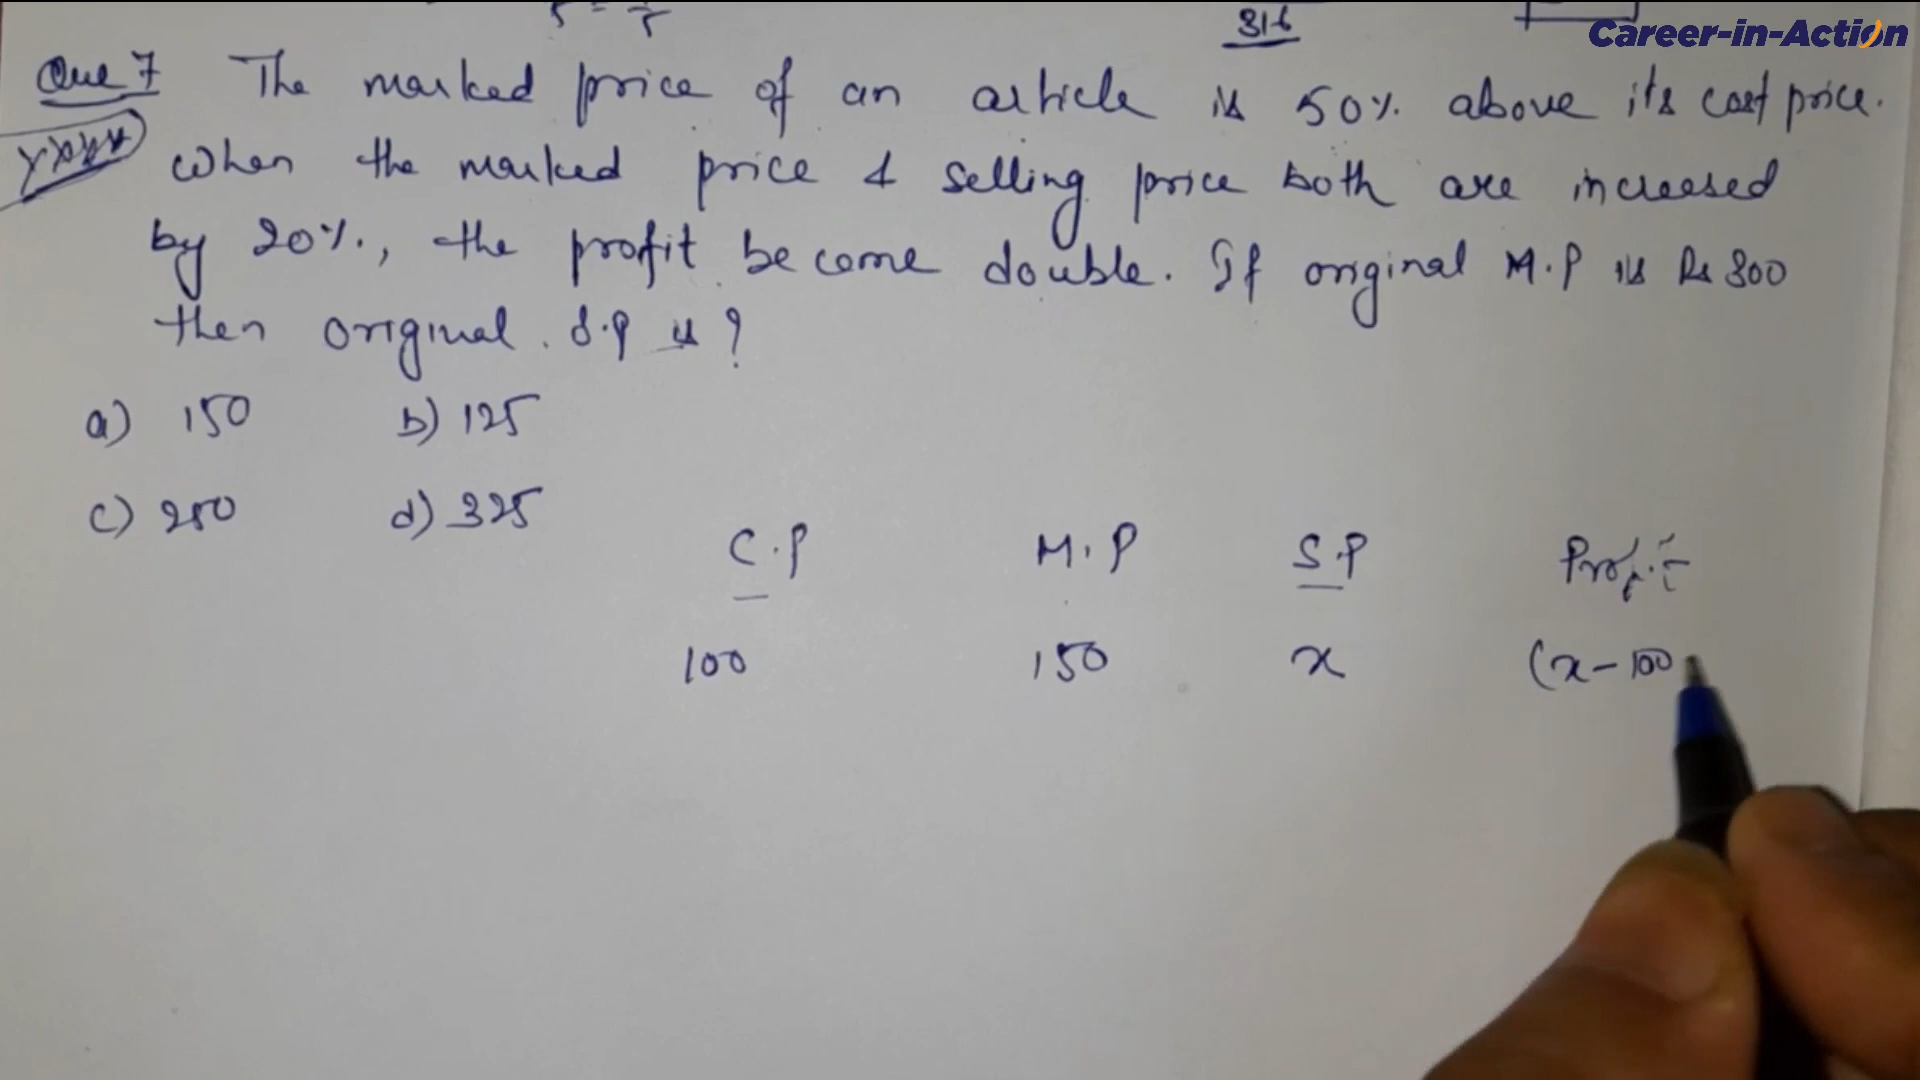 316
Career-in-Action
Que 7 The marked price of an article is 50% above its cost price.
When the marked price & selling price both are increased
by 20%, the profit become double. If original M.P is Rs 300
then original S.P is ?
a) 150 b) 125
c) 250 d) 325
C.P M.P S.P Profit
100 150 x (x-100